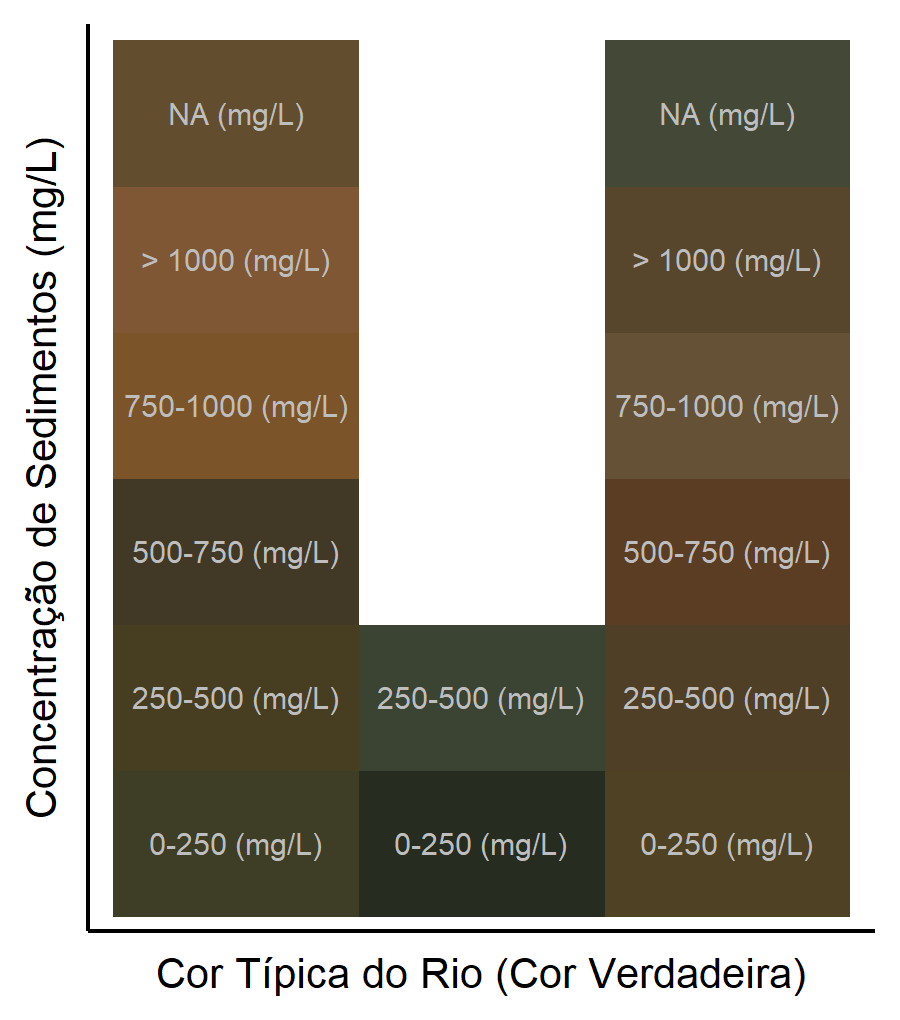 Concentração de Sedimentos (mg/L)
NA (mg/L)
NA (mg/L)
> 1000 (mg/L)
> 1000 (mg/L)
750-1000 (mg/L)
750-1000 (mg/L)
500-750 (mg/L)
500-750 (mg/L)
250-500 (mg/L)
250-500 (mg/L)
250-500 (mg/L)
0-250 (mg/L)
0-250 (mg/L)
0-250 (mg/L)
Cor Típica do Rio (Cor Verdadeira)